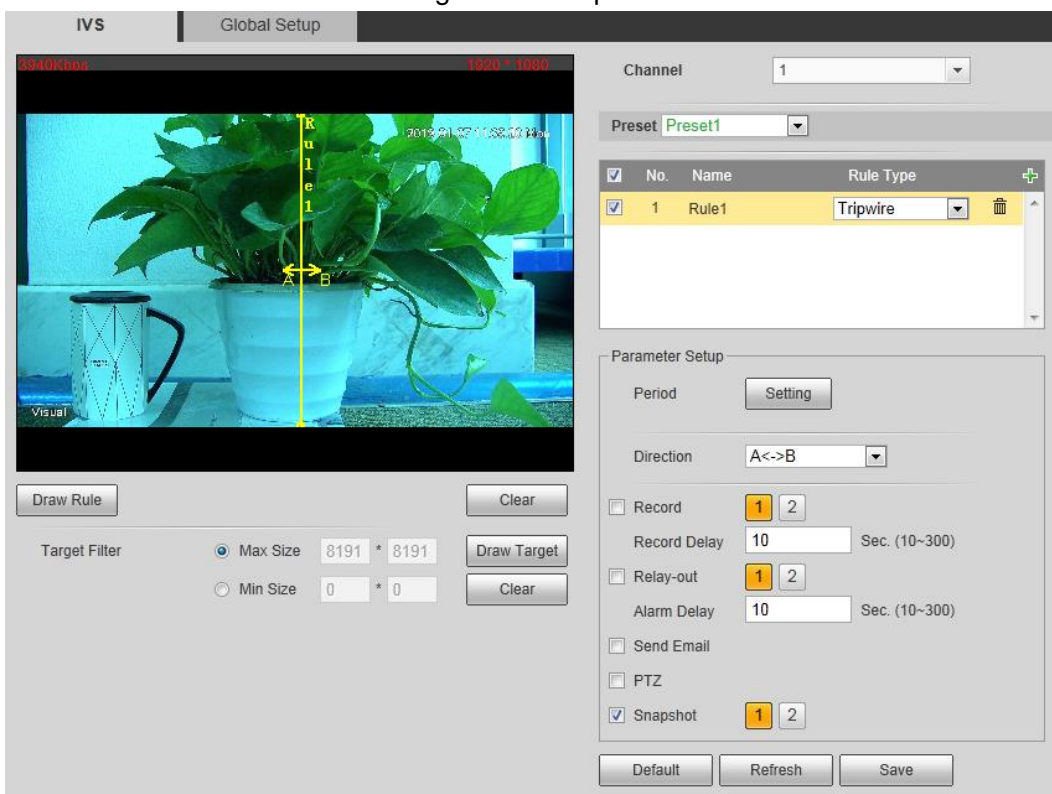 IVS Global Setup
3940Kbps 1920 * 1080
Rule1
A B
Visual
Draw Rule Clear
Target Filter Max Size 8191 * 8191 Draw Target
Min Size 0 * 0 Clear
Channel 1
Preset Preset1
No. Name Rule Type
1 Rule1 Tripwire
Parameter Setup
Period Setting
Direction A<->B
Record 1 2
Record Delay 10 Sec. (10~300)
Relay-out 1 2
Alarm Delay 10 Sec. (10~300)
Send Email
PTZ
Snapshot 1 2
Default Refresh Save